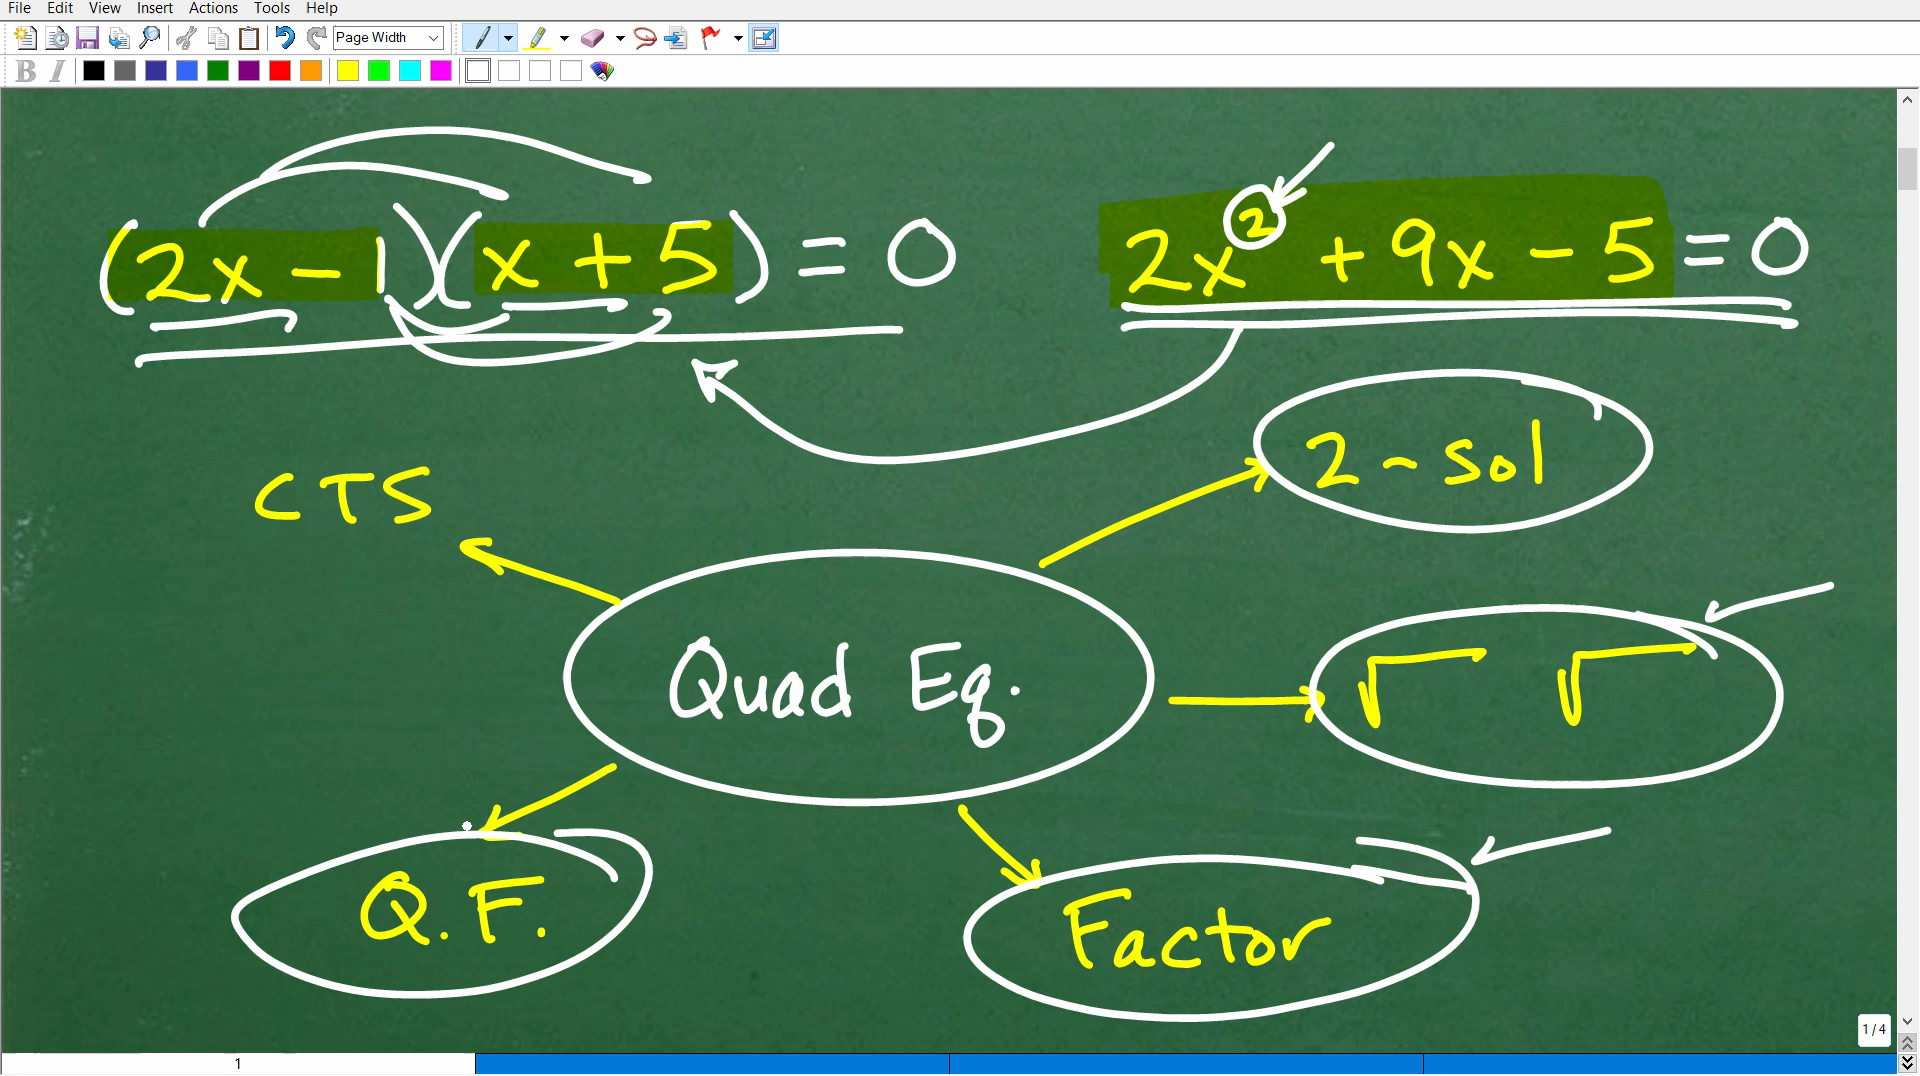 File Edit View Insert Actions Tools Help
Page Width
B I
(2x - 1)(x + 5) = 0
2x² + 9x - 5 = 0
CTS
2 - sol
Quad Eq.
√ √
Q.F.
Factor
1 / 4
1